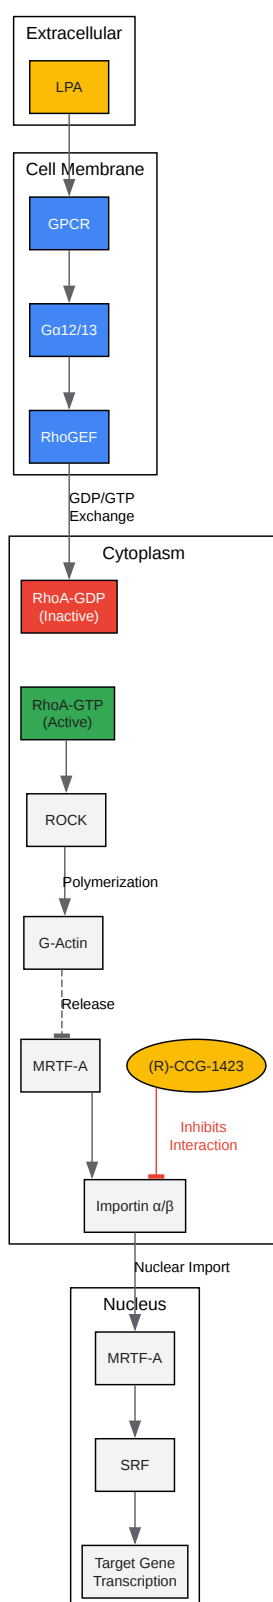 Extracellular
LPA
Cell Membrane
GPCR
Gα12/13
RhoGEF
GDP/GTP
Exchange
Cytoplasm
RhoA-GDP
(Inactive)
RhoA-GTP
(Active)
ROCK
Polymerization
G-Actin
Release
MRTF-A
(R)-CCG-1423
Inhibits
Interaction
Importin α/β
Nuclear Import
Nucleus
MRTF-A
SRF
Target Gene
Transcription